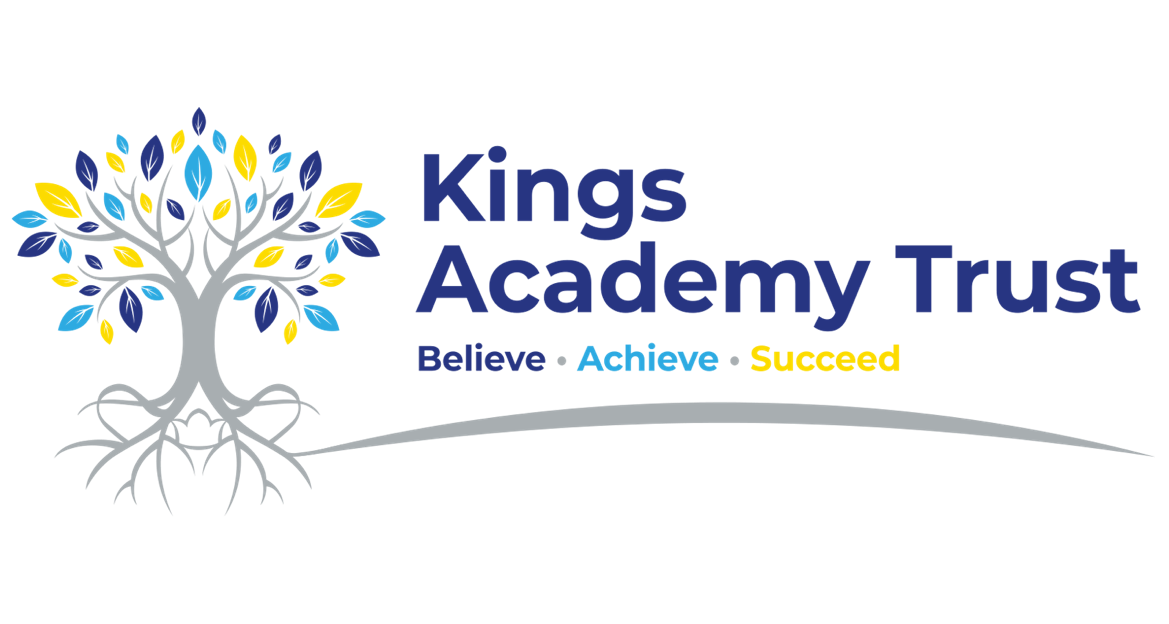 Kings
Academy Trust
Believe • Achieve • Succeed